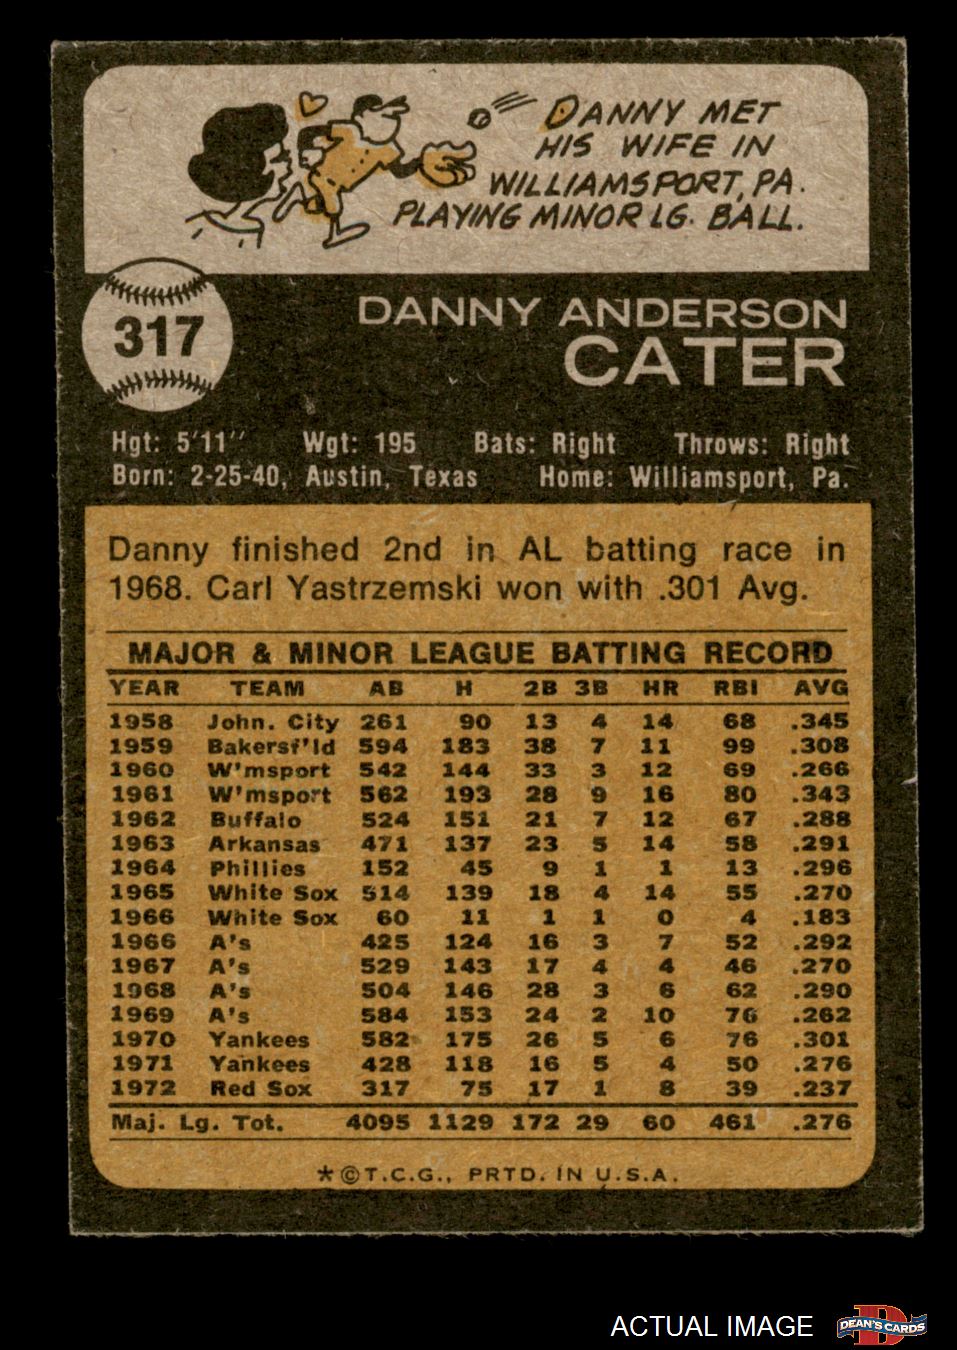 DANNY MET
HIS WIFE IN
WILLIAMSPORT, PA.
PLAYING MINOR LG. BALL.
317
DANNY ANDERSON
CATER
Hgt: 5'11" Wgt: 195 Bats: Right Throws: Right
Born: 2-25-40, Austin, Texas Home: Williamsport, Pa.
Danny finished 2nd in AL batting race in
1968. Carl Yastrzemski won with .301 Avg.
MAJOR & MINOR LEAGUE BATTING RECORD
YEAR TEAM AB H 2B 3B HR RBI AVG
1958 John. City 261 90 13 4 14 68 .345
1959 Bakersf'ld 594 183 38 7 11 99 .308
1960 W'msport 542 144 33 3 12 69 .266
1961 W'msport 562 193 28 9 16 80 .343
1962 Buffalo 524 151 21 7 12 67 .288
1963 Arkansas 471 137 23 5 14 58 .291
1964 Phillies 152 45 9 1 1 13 .296
1965 White Sox 514 139 18 4 14 55 .270
1966 White Sox 60 11 1 1 0 4 .183
1966 A's 425 124 16 3 7 52 .292
1967 A's 529 143 17 4 4 46 .270
1968 A's 504 146 28 3 6 62 .290
1969 A's 584 153 24 2 10 76 .262
1970 Yankees 582 175 26 5 6 76 .301
1971 Yankees 428 118 16 5 4 50 .276
1972 Red Sox 317 75 17 1 8 39 .237
Maj. Lg. Tot. 4095 1129 172 29 60 461 .276
*©T.C.G., PRTD. IN U.S.A.
ACTUAL IMAGE
DEAN'S CARDS